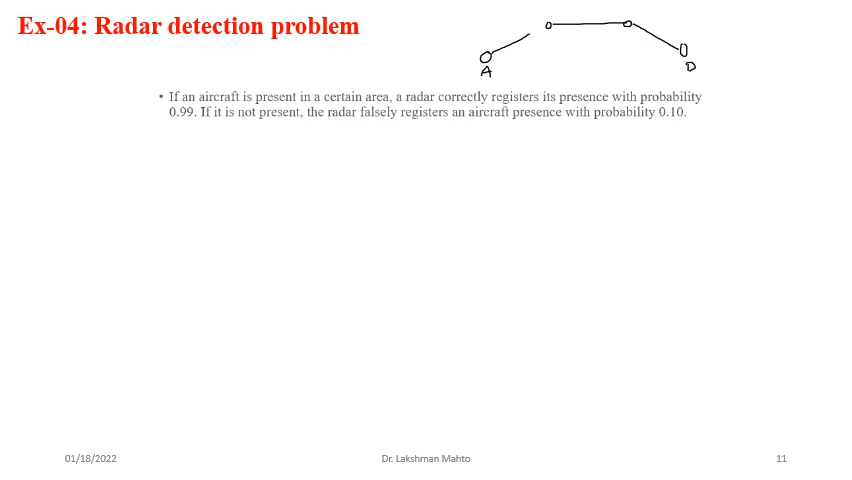 Ex-04: Radar detection problem
A
D
• If an aircraft is present in a certain area, a radar correctly registers its presence with probability
0.99. If it is not present, the radar falsely registers an aircraft presence with probability 0.10.
01/18/2022 Dr. Lakshman Mahto 11